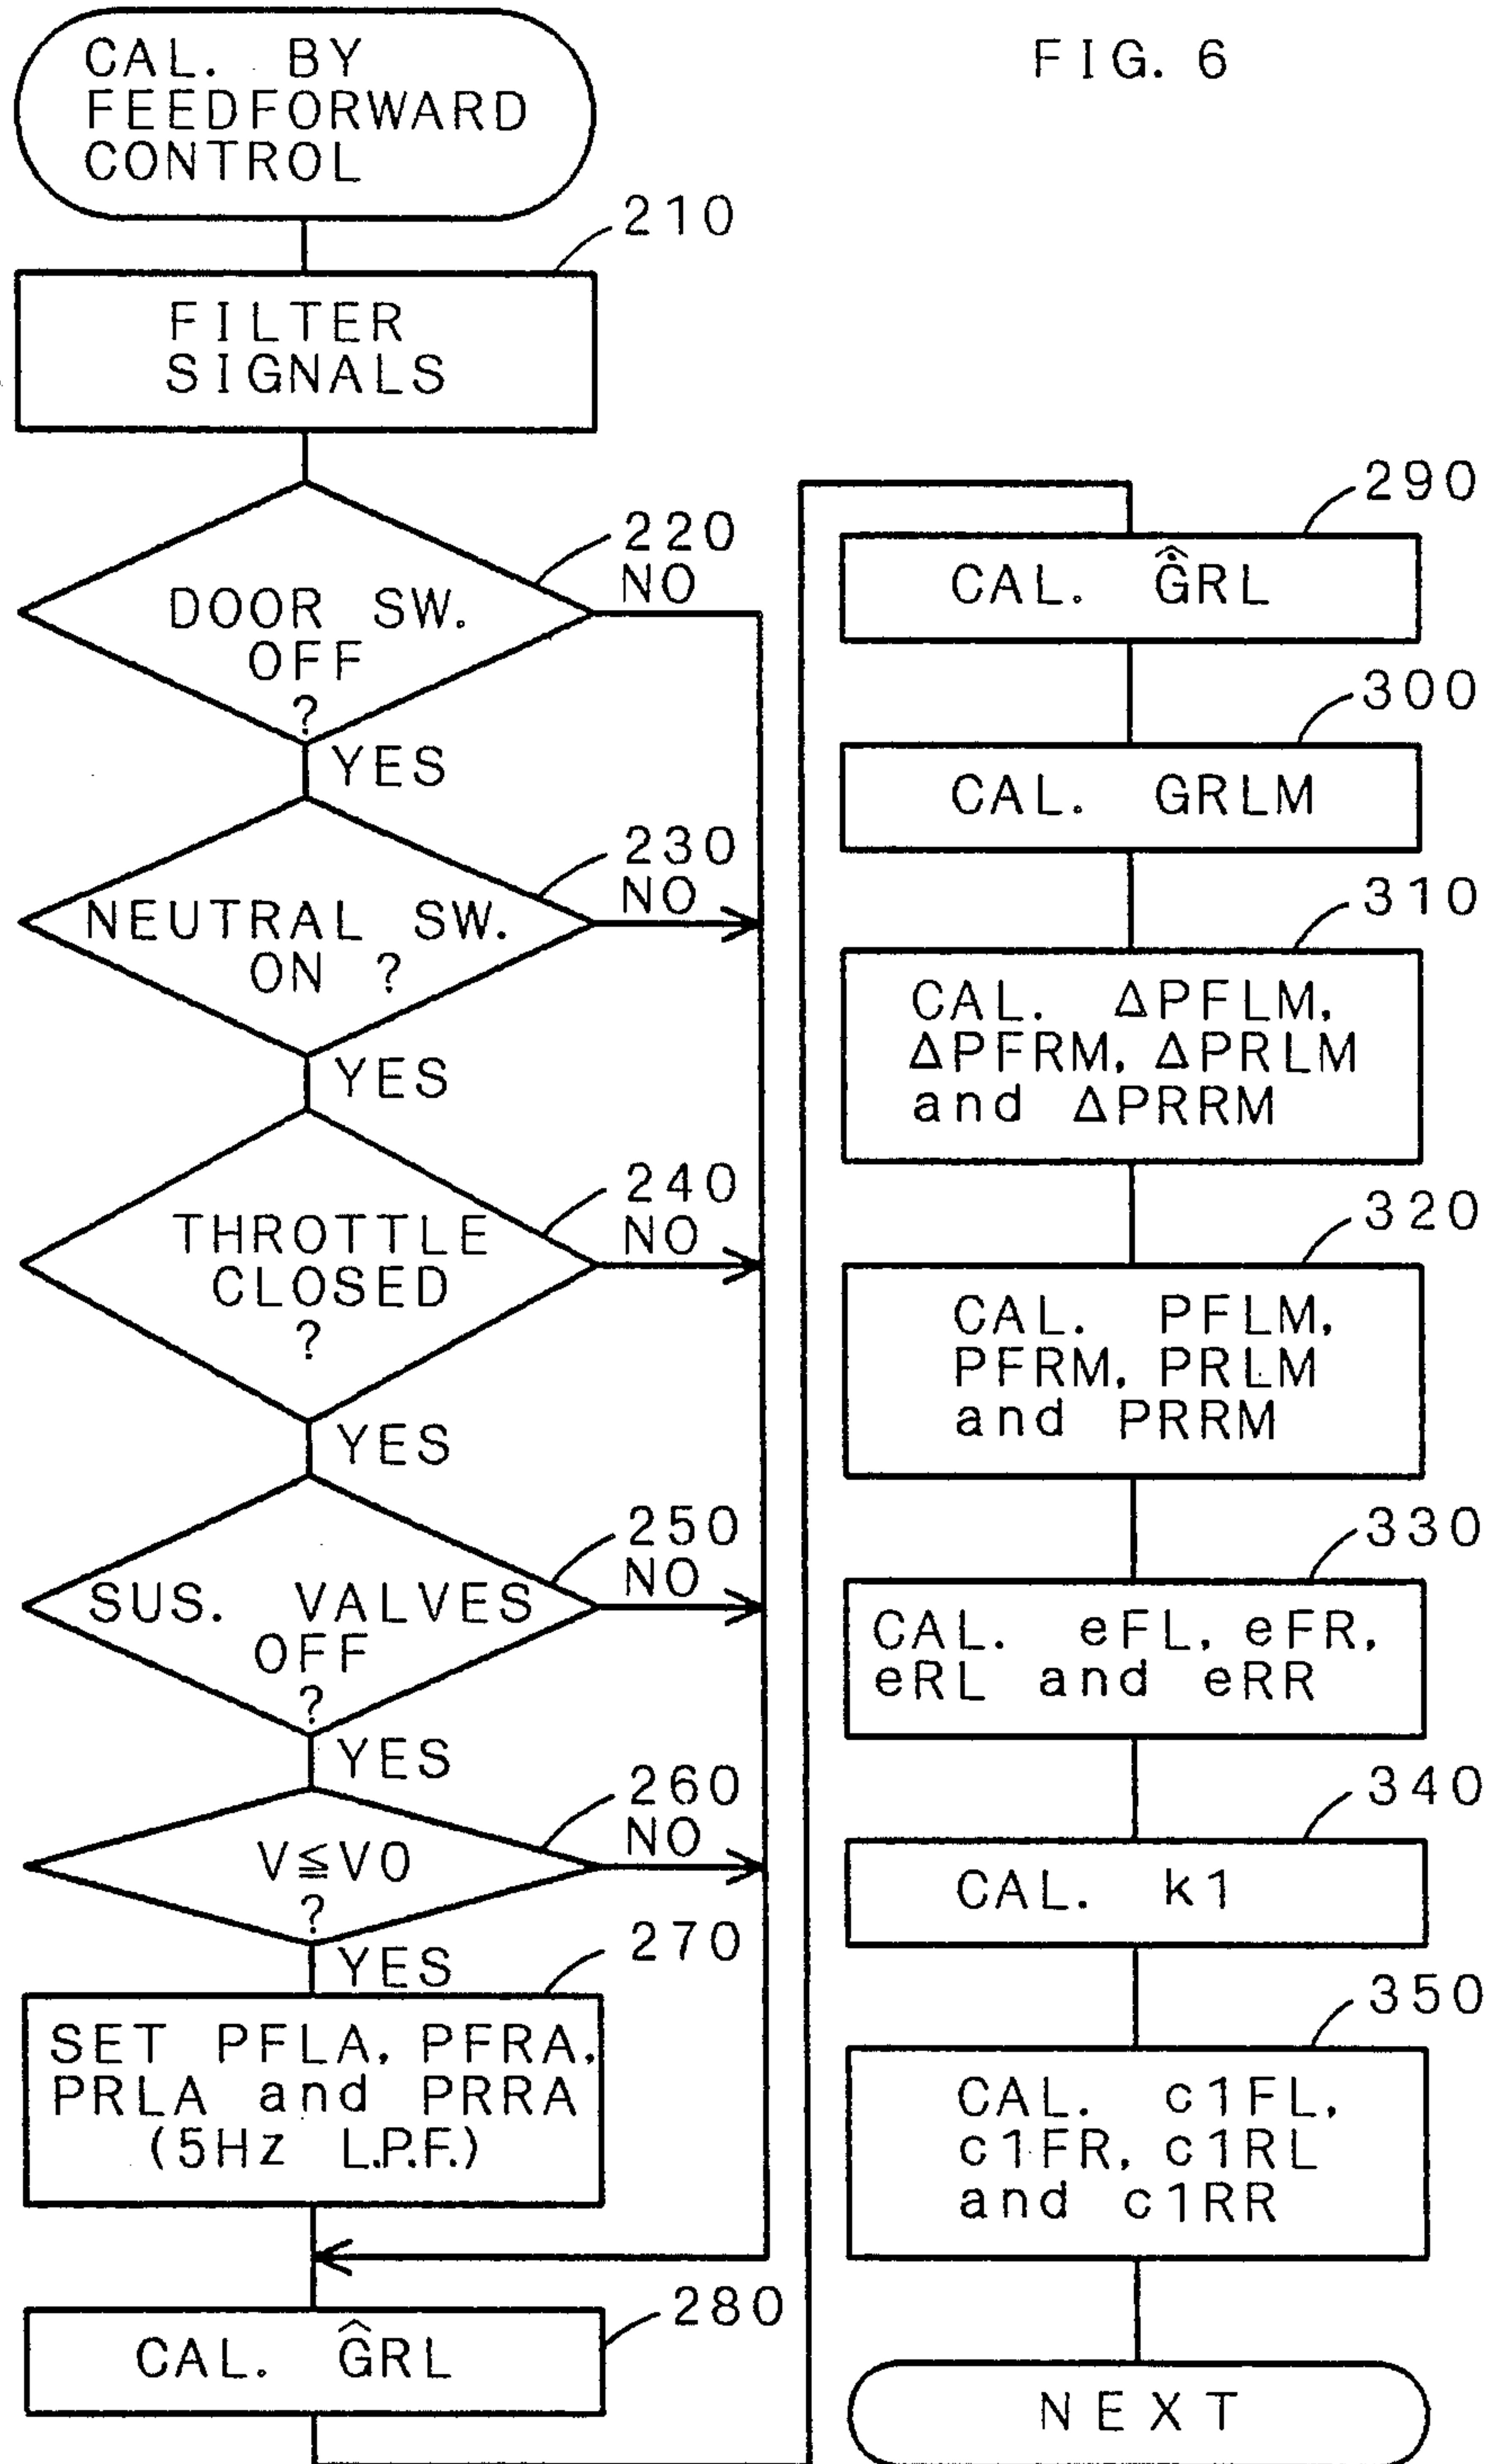 FIG. 6
CAL. BY
FEEDFORWARD
CONTROL
210
FILTER
SIGNALS
220
NO
DOOR SW.
OFF
?
YES
230
NO
NEUTRAL SW.
ON ?
YES
240
NO
THROTTLE
CLOSED
?
YES
250
NO
SUS. VALVES
OFF
?
YES
260
NO
V≦V0
?
YES
270
SET PFLA, PFRA,
PRLA and PRRA
(5Hz L.P.F.)
280
CAL. ĜRL
290
CAL. Ġ̂RL
300
CAL. GRLM
310
CAL. ΔPFLM,
ΔPFRM, ΔPRLM
and ΔPRRM
320
CAL. PFLM,
PFRM, PRLM
and PRRM
330
CAL. eFL, eFR,
eRL and eRR
340
CAL. k1
350
CAL. c1FL,
c1FR, c1RL
and c1RR
NEXT